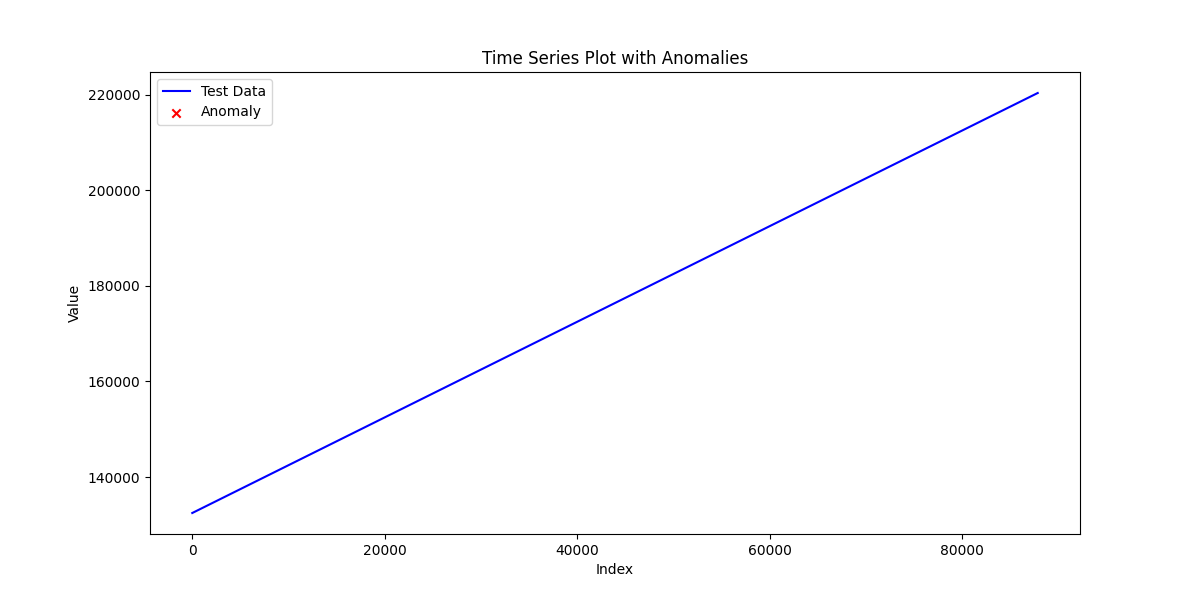 Time Series Plot with Anomalies
Test Data
Anomaly
220000
200000
180000
160000
140000
Value
0
20000
40000
60000
80000
Index